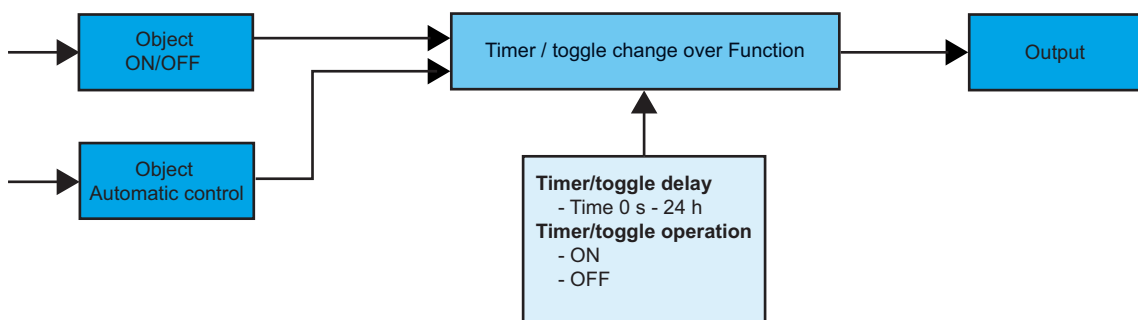 Object
ON/OFF
Timer / toggle change over Function
Output
Object
Automatic control
Timer/toggle delay
- Time 0 s - 24 h
Timer/toggle operation
- ON
- OFF